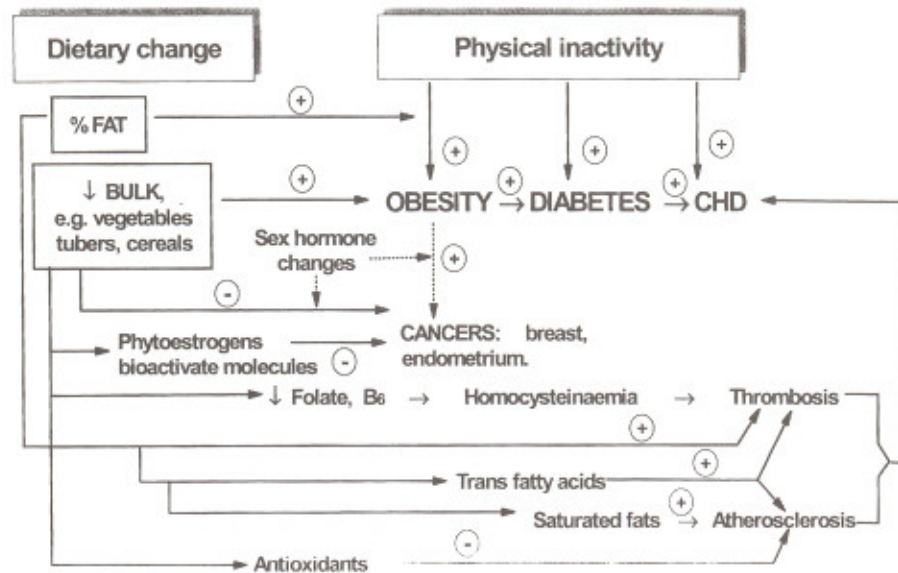 Dietary change
Physical inactivity
% FAT
+
+
+
+
↓ BULK,
e.g. vegetables
tubers, cereals
+
OBESITY + → DIABETES + → CHD
Sex hormone
changes
+
-
CANCERS: breast,
endometrium.
Phytoestrogens
bioactivate molecules
-
↓ Folate, B6 → Homocysteinaemia → Thrombosis
+
Trans fatty acids
+
Saturated fats + → Atherosclerosis
Antioxidants
-